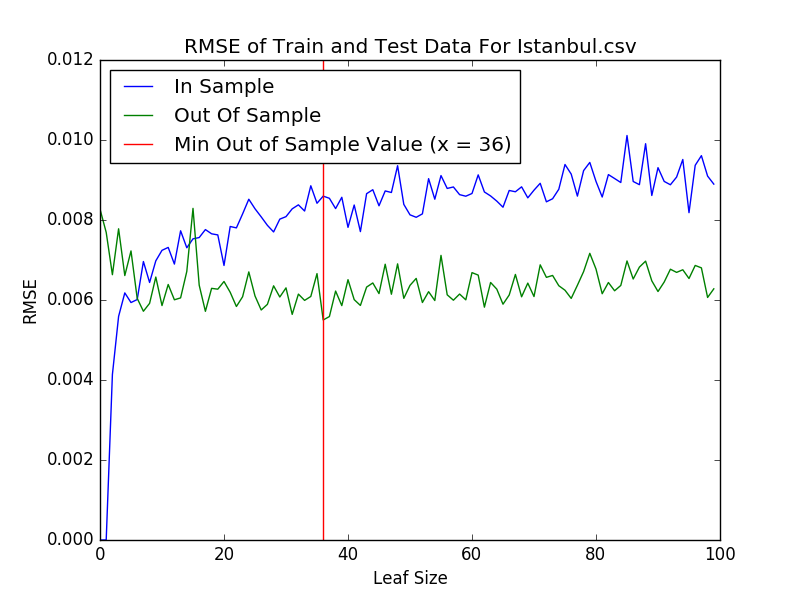 RMSE of Train and Test Data For Istanbul.csv
In Sample
Out Of Sample
Min Out of Sample Value (x = 36)
0.012
0.010
0.008
0.006
0.004
0.002
0.000
RMSE
0 20 40 60 80 100
Leaf Size